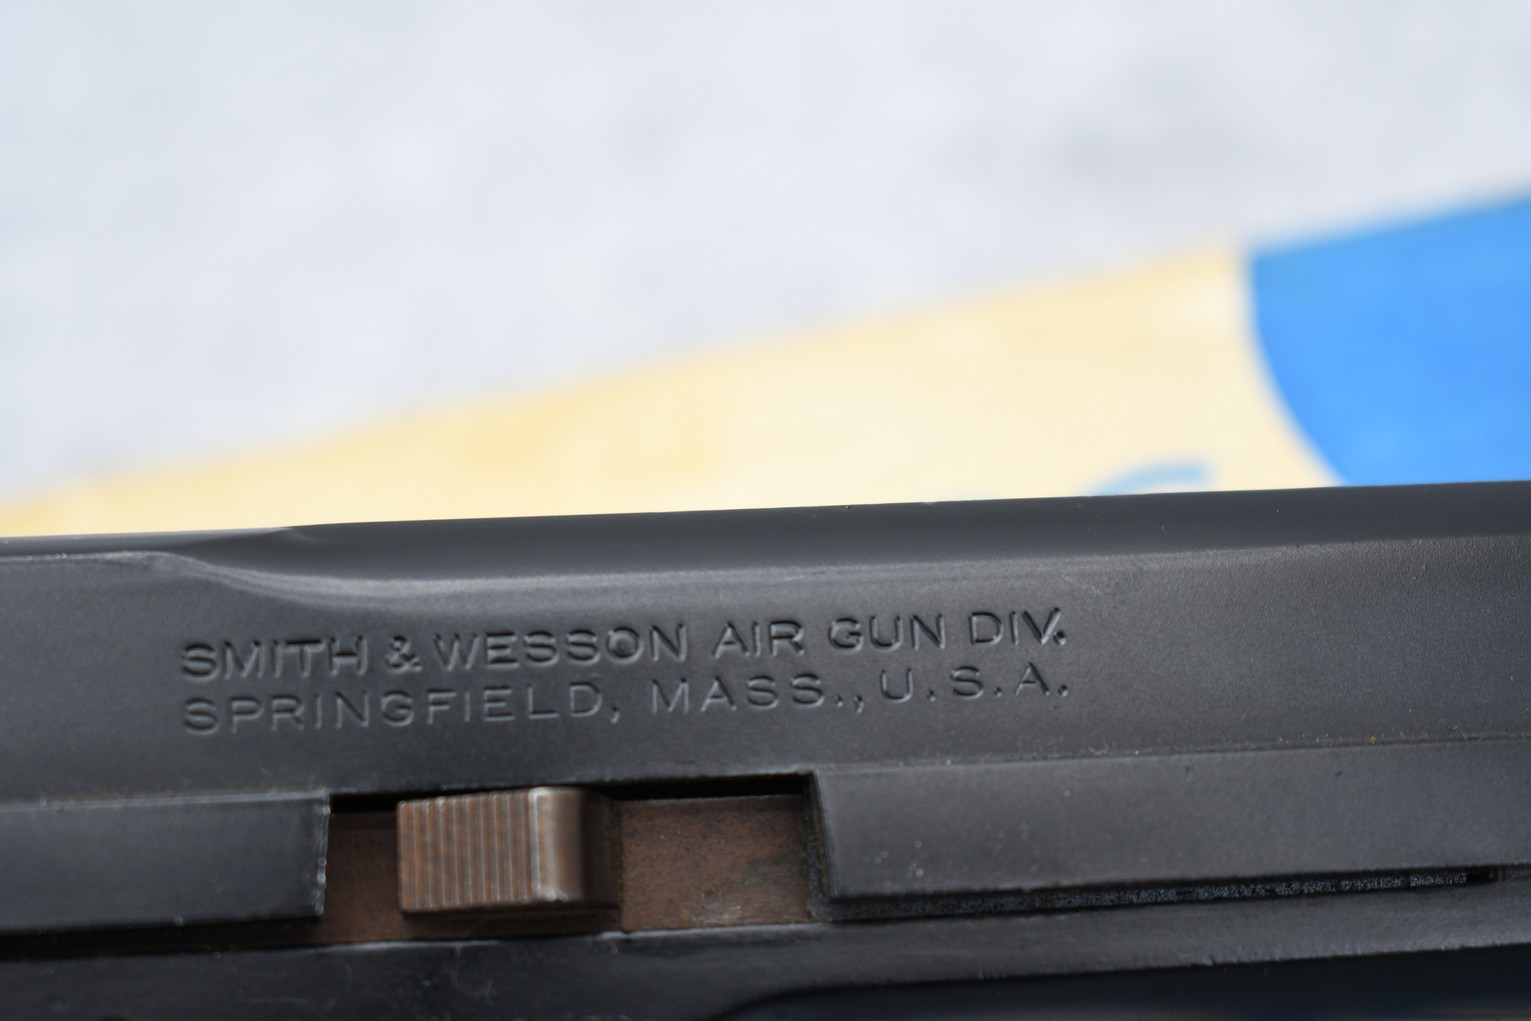 SMITH & WESSON AIR GUN DIV.
SPRINGFIELD, MASS., U.S.A.